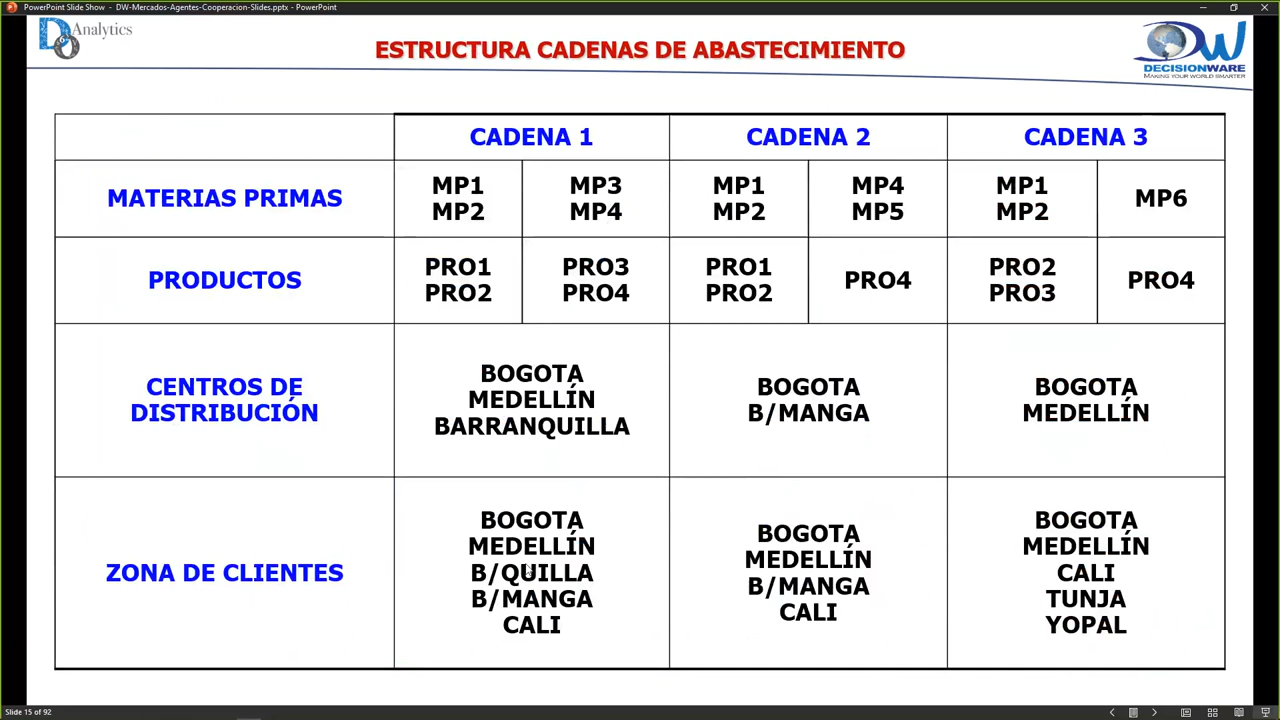 PowerPoint Slide Show - DW-Mercados-Agentes-Cooperacion-Slides.pptx - PowerPoint
DO Analytics
ESTRUCTURA CADENAS DE ABASTECIMIENTO
DW
DECISIONWARE
MAKING YOUR WORLD SMARTER
CADENA 1 CADENA 2 CADENA 3
MATERIAS PRIMAS
MP1
MP2
MP3
MP4
MP1
MP2
MP4
MP5
MP1
MP2
MP6
PRODUCTOS
PRO1
PRO2
PRO3
PRO4
PRO1
PRO2
PRO4
PRO2
PRO3
PRO4
CENTROS DE
DISTRIBUCIÓN
BOGOTA
MEDELLÍN
BARRANQUILLA
BOGOTA
B/MANGA
BOGOTA
MEDELLÍN
ZONA DE CLIENTES
BOGOTA
MEDELLÍN
B/QUILLA
B/MANGA
CALI
BOGOTA
MEDELLÍN
B/MANGA
CALI
BOGOTA
MEDELLÍN
CALI
TUNJA
YOPAL
Slide 15 of 92